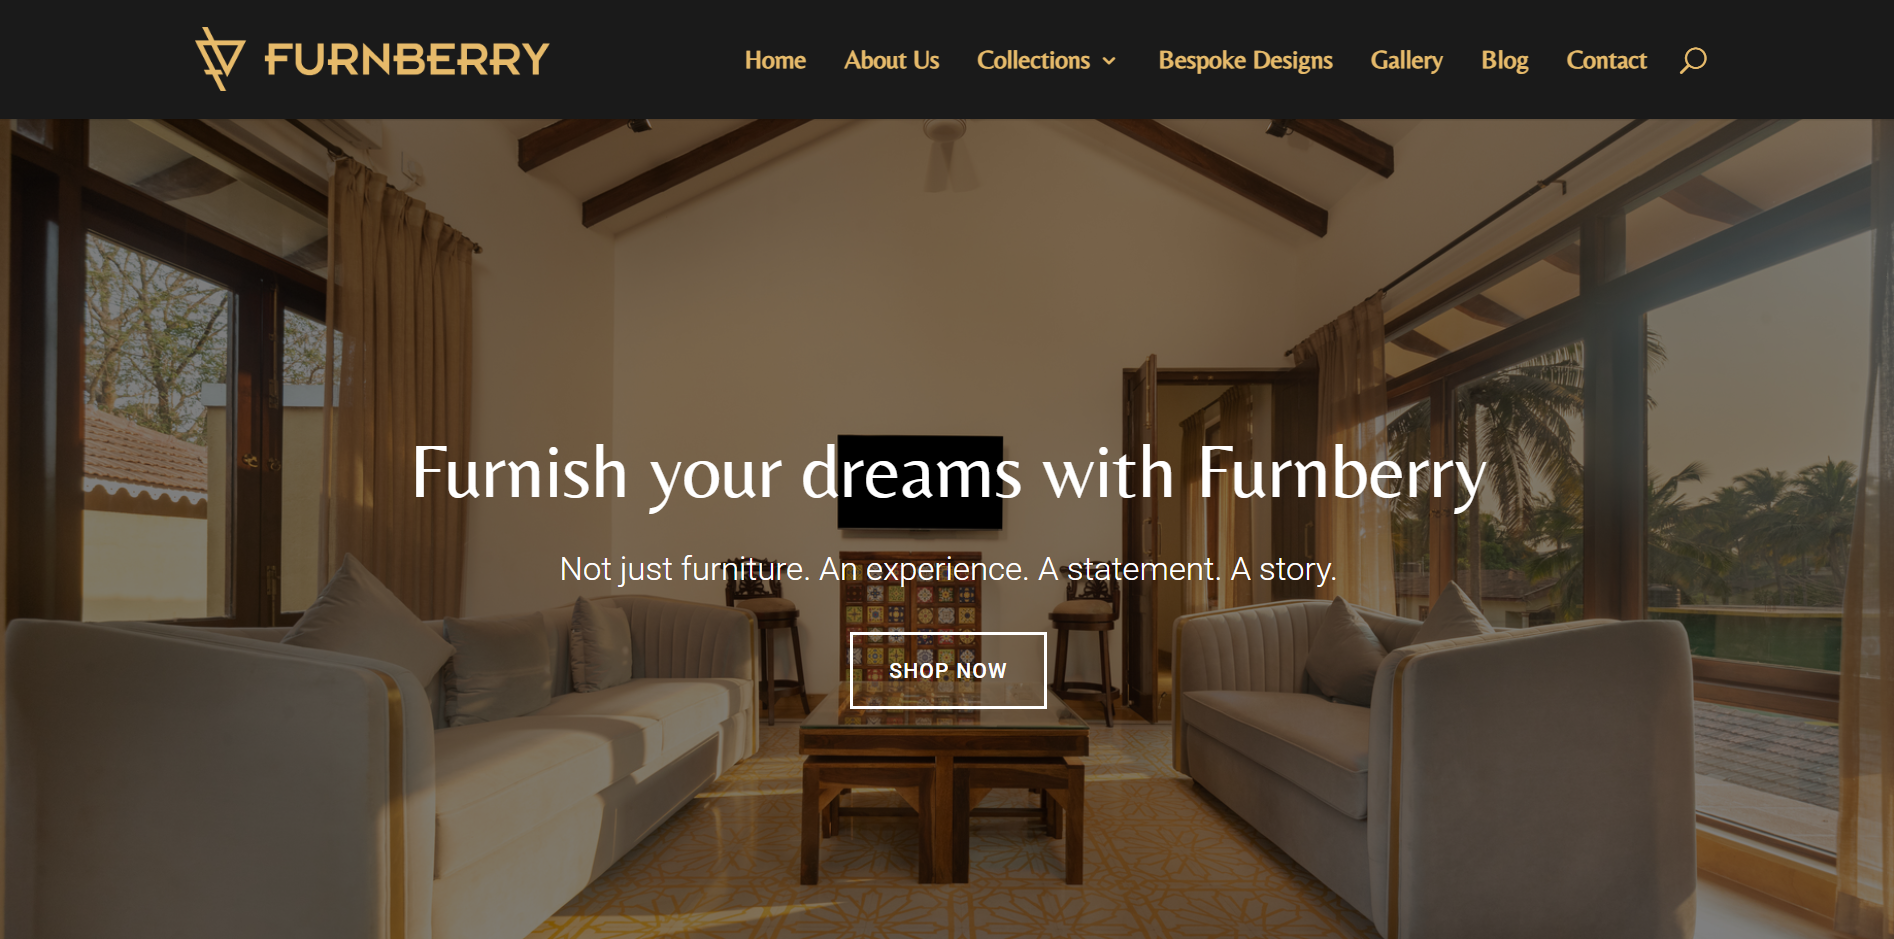 FURNBERRY
Home About Us Collections Bespoke Designs Gallery Blog Contact
Furnish your dreams with Furnberry
Not just furniture. An experience. A statement. A story.
SHOP NOW